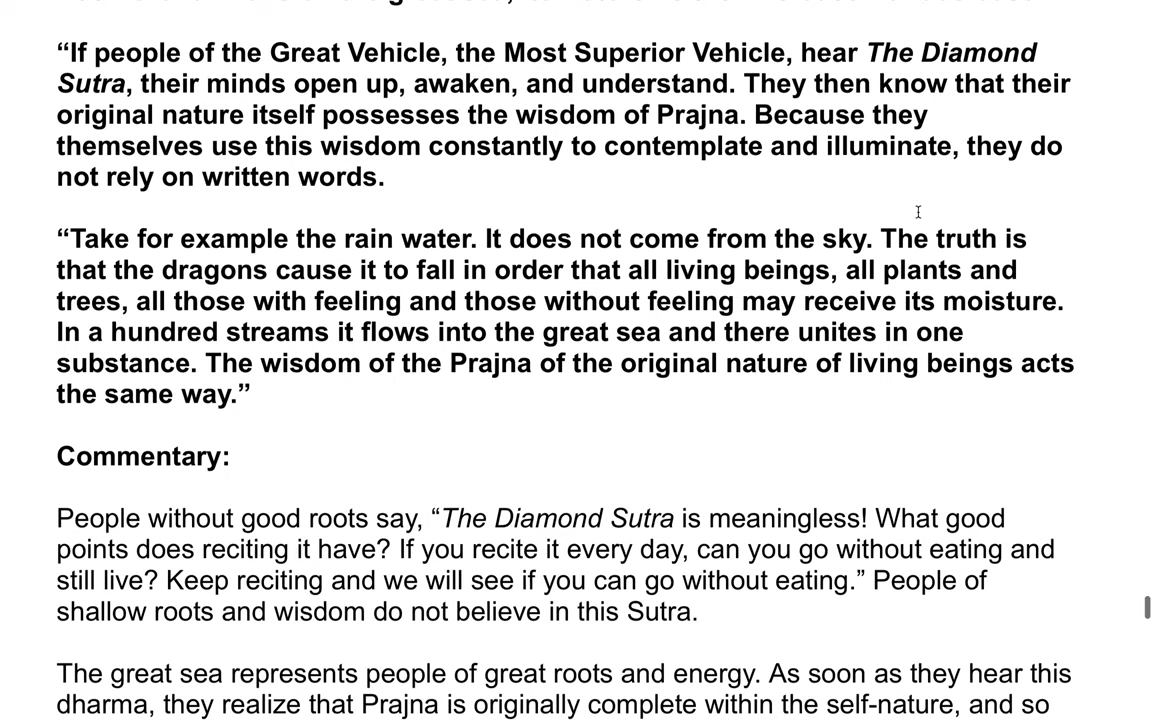 “If people of the Great Vehicle, the Most Superior Vehicle, hear The Diamond
Sutra, their minds open up, awaken, and understand. They then know that their
original nature itself possesses the wisdom of Prajna. Because they
themselves use this wisdom constantly to contemplate and illuminate, they do
not rely on written words.
“Take for example the rain water. It does not come from the sky. The truth is
that the dragons cause it to fall in order that all living beings, all plants and
trees, all those with feeling and those without feeling may receive its moisture.
In a hundred streams it flows into the great sea and there unites in one
substance. The wisdom of the Prajna of the original nature of living beings acts
the same way.”
Commentary:
People without good roots say, “The Diamond Sutra is meaningless! What good
points does reciting it have? If you recite it every day, can you go without eating and
still live? Keep reciting and we will see if you can go without eating.” People of
shallow roots and wisdom do not believe in this Sutra.
The great sea represents people of great roots and energy. As soon as they hear this
dharma, they realize that Prajna is originally complete within the self-nature, and so